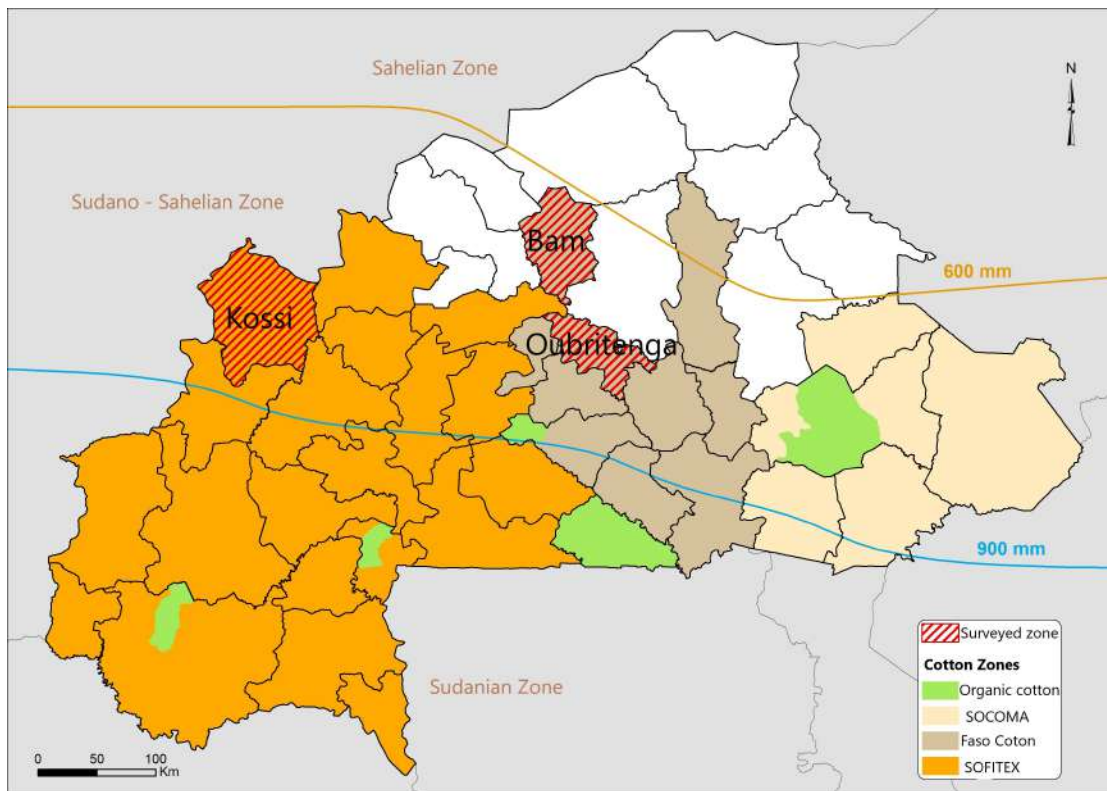 Sahelian Zone
N
Sudano - Sahelian Zone
Bam
600 mm
Kossi
Oubritenga
900 mm
Sudanian Zone
Surveyed zone
Cotton Zones
Organic cotton
SOCOMA
Faso Coton
SOFITEX
0 50 100
Km